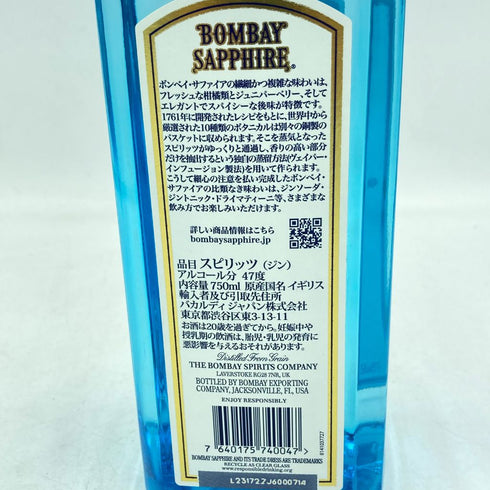 BOMBAY
SAPPHIRE®
ボンベイ・サファイアの繊細かつ複雑な味わいは、
フレッシュな柑橘類とジュニパーベリー、そして
エレガントでスパイシーな後味が特徴です。
1761年に開発されたレシピをもとに、世界中から
厳選された10種類のボタニカルは別々の銅製の
バスケットに収められます。そこを蒸気となった
スピリッツがゆっくりと通過し、香りの高い部分
だけを抽出するという独自の蒸留方法(ヴェイパー・
インフュージョン製法)を用いて作られます。
こうして細心の注意を払い完成したボンベイ・
サファイアの比類なき味わいは、ジンソーダ・
ジントニック・ドライマティーニ等、さまざまな
飲み方でお楽しみいただけます。
詳しい商品情報はこちら
bombaysapphire.jp
品目 スピリッツ (ジン)
アルコール分 47度
内容量 750ml 原産国名 イギリス
輸入者及び引取先住所
バカルディ ジャパン株式会社
東京都渋谷区東3-13-11
お酒は20歳を過ぎてから。妊娠中や
授乳期の飲酒は、胎児・乳児の発育に
悪影響を与えるおそれがあります。
Distilled From Grain
THE BOMBAY SPIRITS COMPANY
LAVERSTOKE RG28 7NR, UK
BOTTLED BY BOMBAY EXPORTING
COMPANY, JACKSONVILLE, FL, USA
ENJOY RESPONSIBLY
7 640175 740047 >
BOMBAY SAPPHIRE AND ITS TRADE DRESS ARE TRADEMARKS
RECYCLE AS CLEAR GLASS
www.responsibledrinking.org